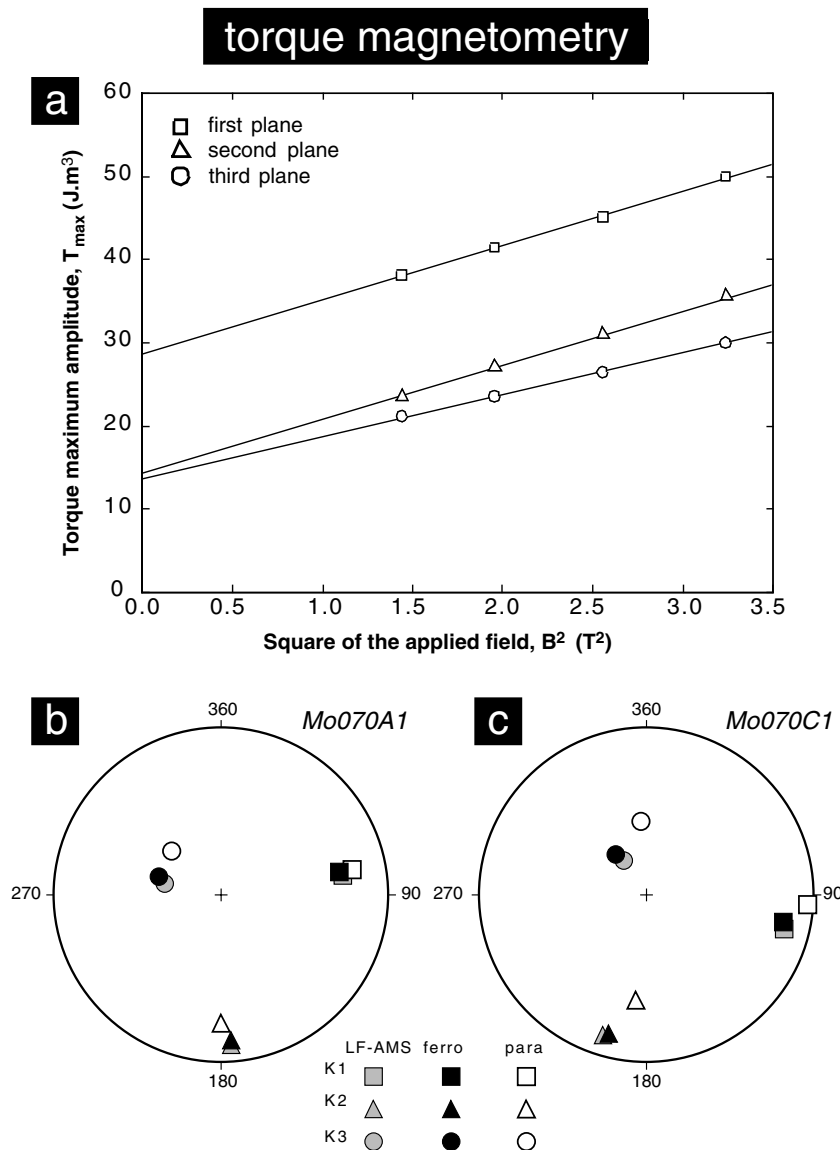 torque magnetometry
a
60
50
40
30
20
10
0
first plane
second plane
third plane
Torque maximum amplitude, Tmax (J.m³)
0.0 0.5 1.0 1.5 2.0 2.5 3.0 3.5
Square of the applied field, B² (T²)
b
Mo070A1
360
270
90
180
c
Mo070C1
360
270
90
180
LF-AMS ferro para
K1
K2
K3